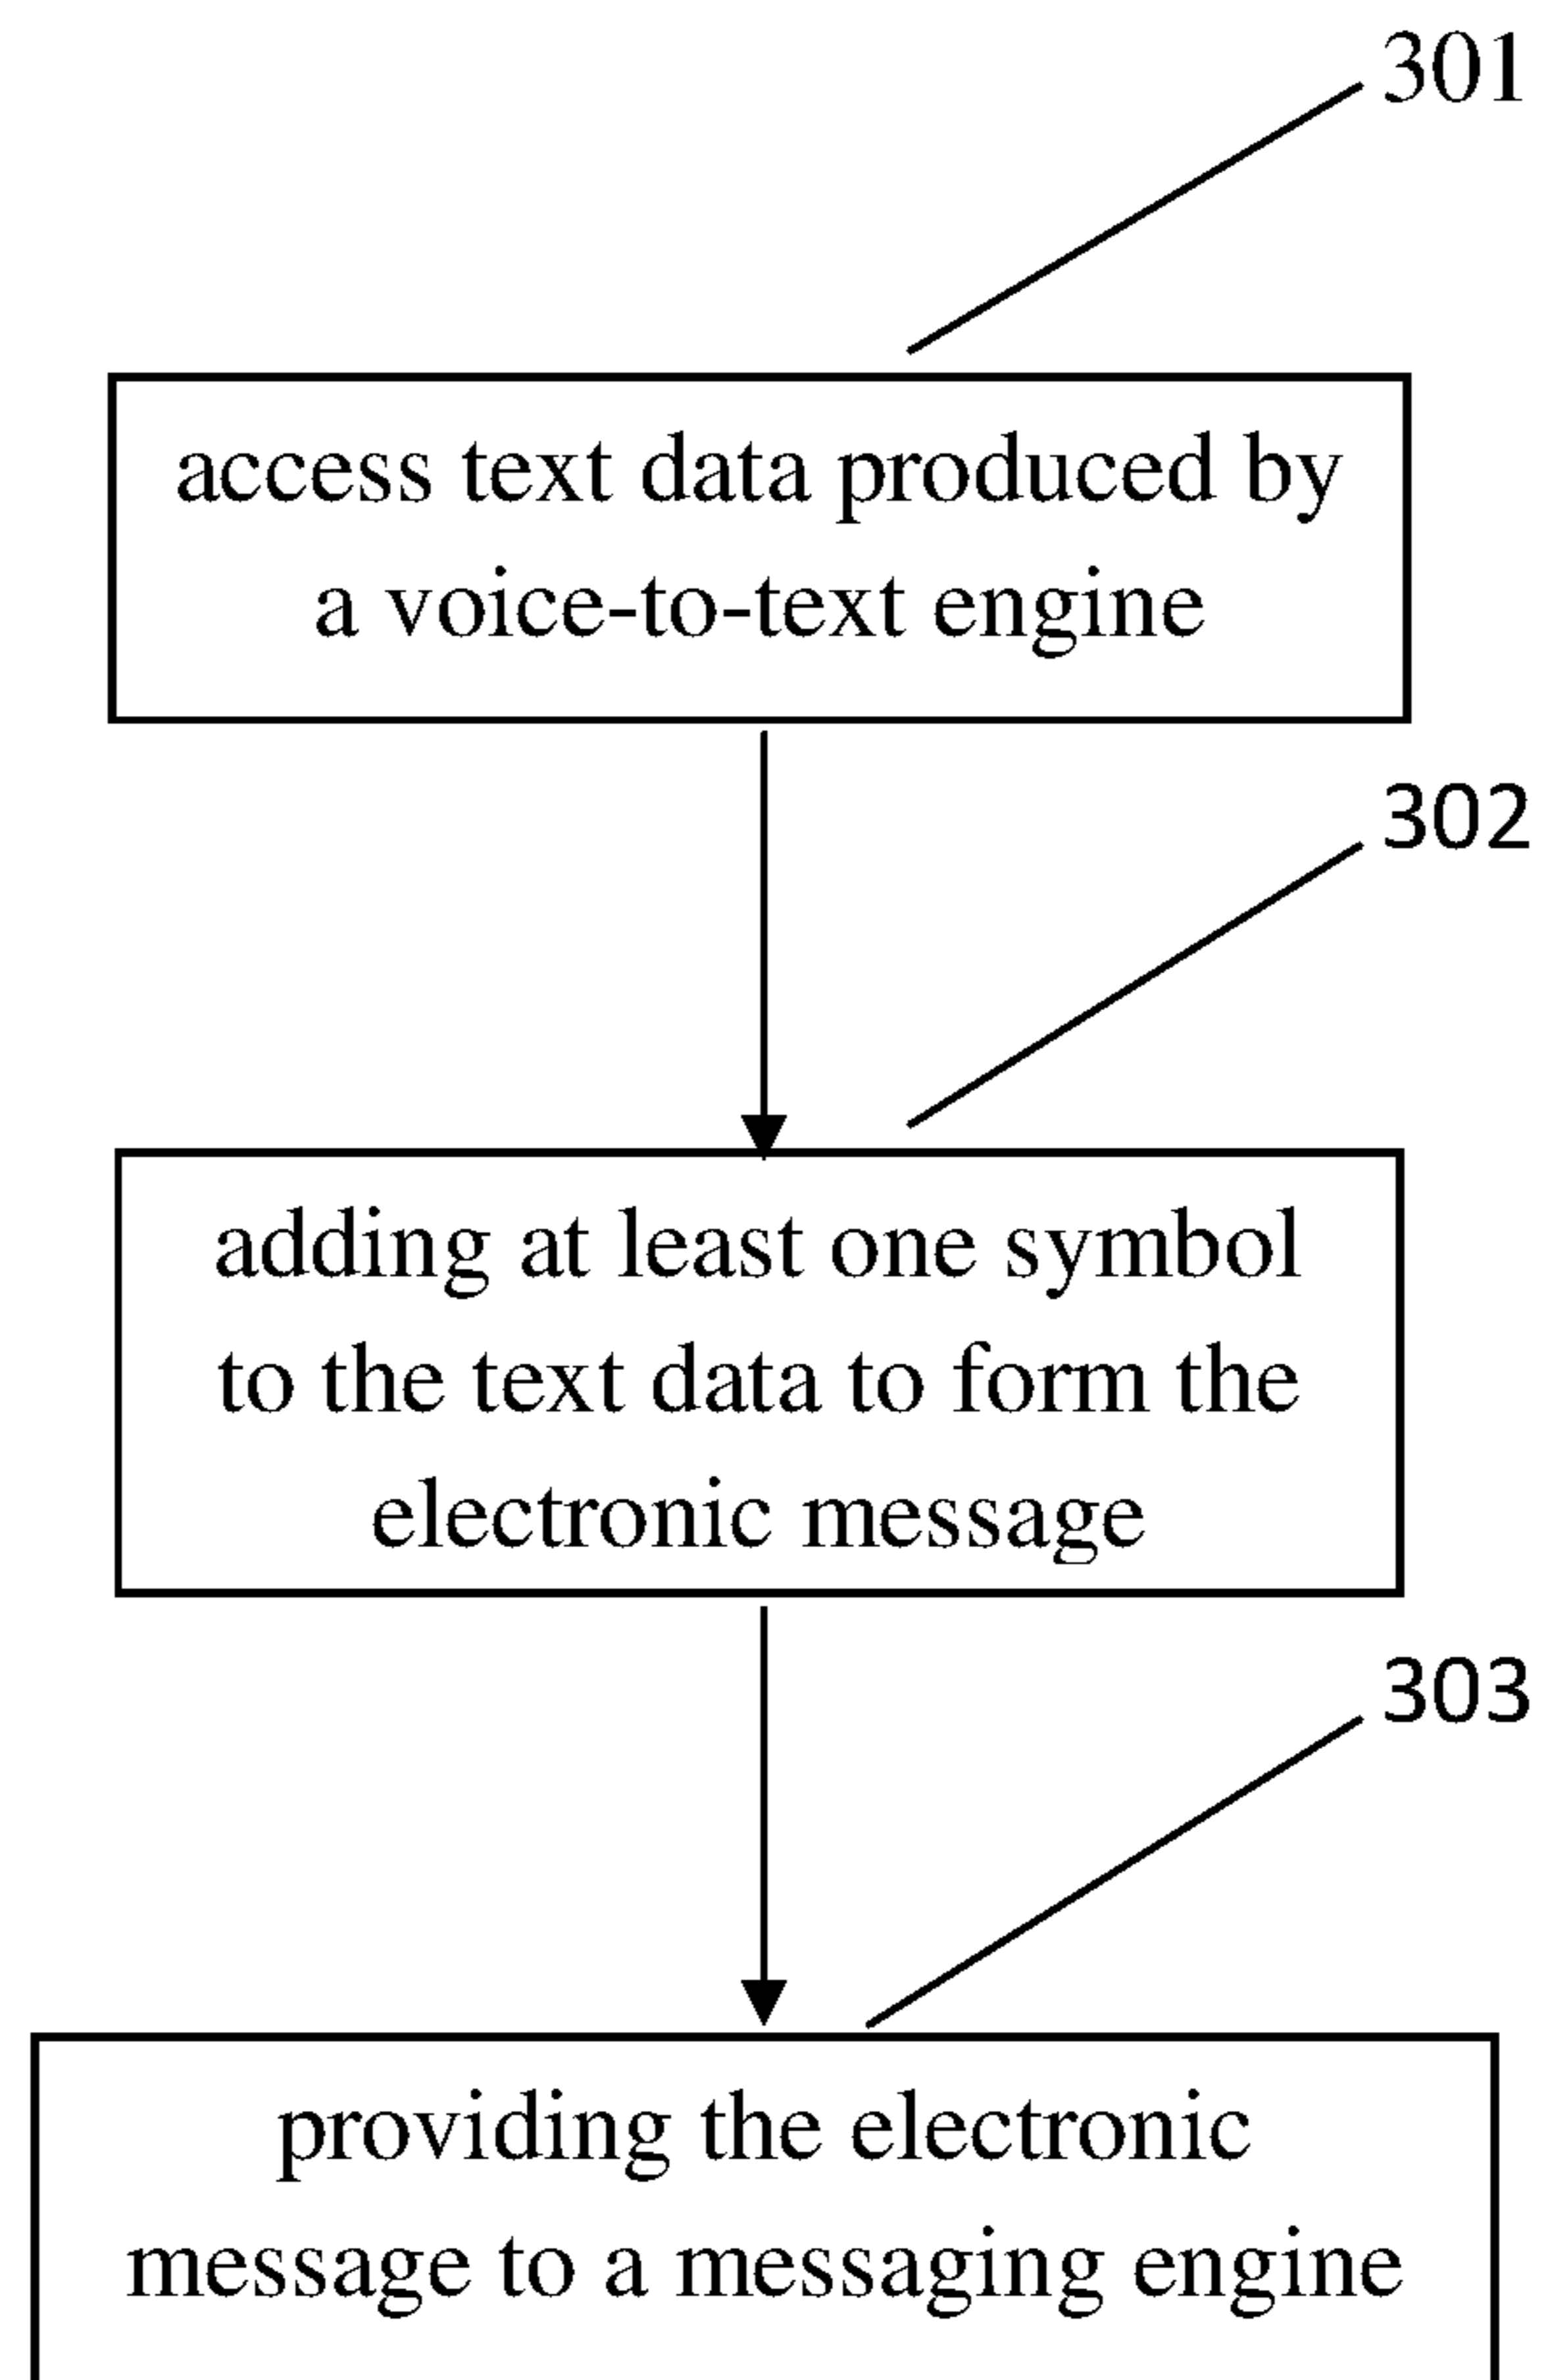 301
access text data produced by
a voice-to-text engine
302
adding at least one symbol
to the text data to form the
electronic message
303
providing the electronic
message to a messaging engine